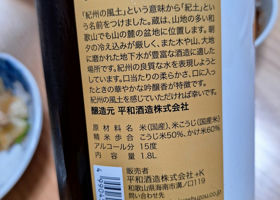 「紀州の風土」という意味から「紀土」という
名前をつけました。蔵は、山地の多い和
歌山でも山の麓の盆地に位置します。朝
夕の冷え込みが厳しく、また木や山、大地
に磨かれた地下水が豊富な酒造に適した
場所です。紀州の良質な水を表現しようと
しています。口当たりの柔らかさ、口に入っ
たときの華やかな吟醸香が特徴です。
紀州の風土を感じていただければ幸いです。
醸造元 平和酒造株式会社
原材料 米(国産)、米こうじ(国産米)
精米歩合 こうじ米50%、かけ米60%
アルコール分 15度
内容量 1.8L
販売者
平和酒造株式会社 +K
和歌山県海南市溝ノ口119
問い合わせ先